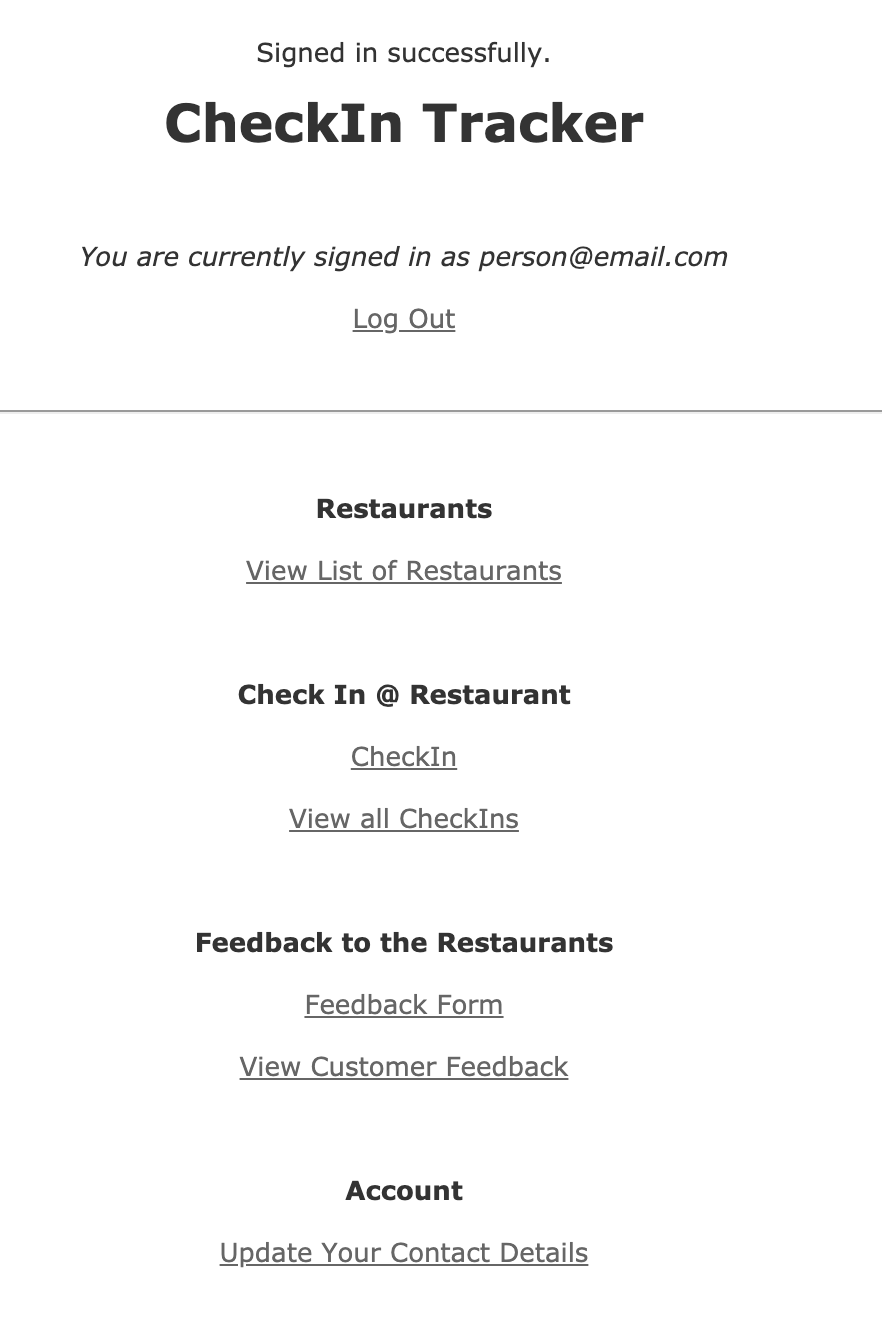 Signed in successfully.
CheckIn Tracker
You are currently signed in as person@email.com
Log Out
Restaurants
View List of Restaurants
Check In @ Restaurant
CheckIn
View all CheckIns
Feedback to the Restaurants
Feedback Form
View Customer Feedback
Account
Update Your Contact Details